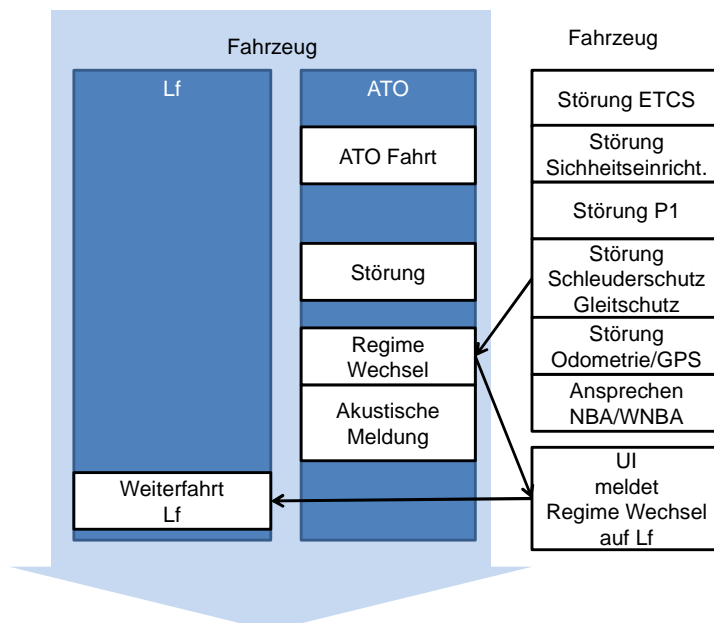 Fahrzeug
Fahrzeug
Lf
ATO
ATO Fahrt
Störung
Regime
Wechsel
Akustische
Meldung
Weiterfahrt
Lf
Störung ETCS
Störung
Sichheitseinricht.
Störung P1
Störung
Schleuderschutz
Gleitschutz
Störung
Odometrie/GPS
Ansprechen
NBA/WNBA
UI
meldet
Regime Wechsel
auf Lf